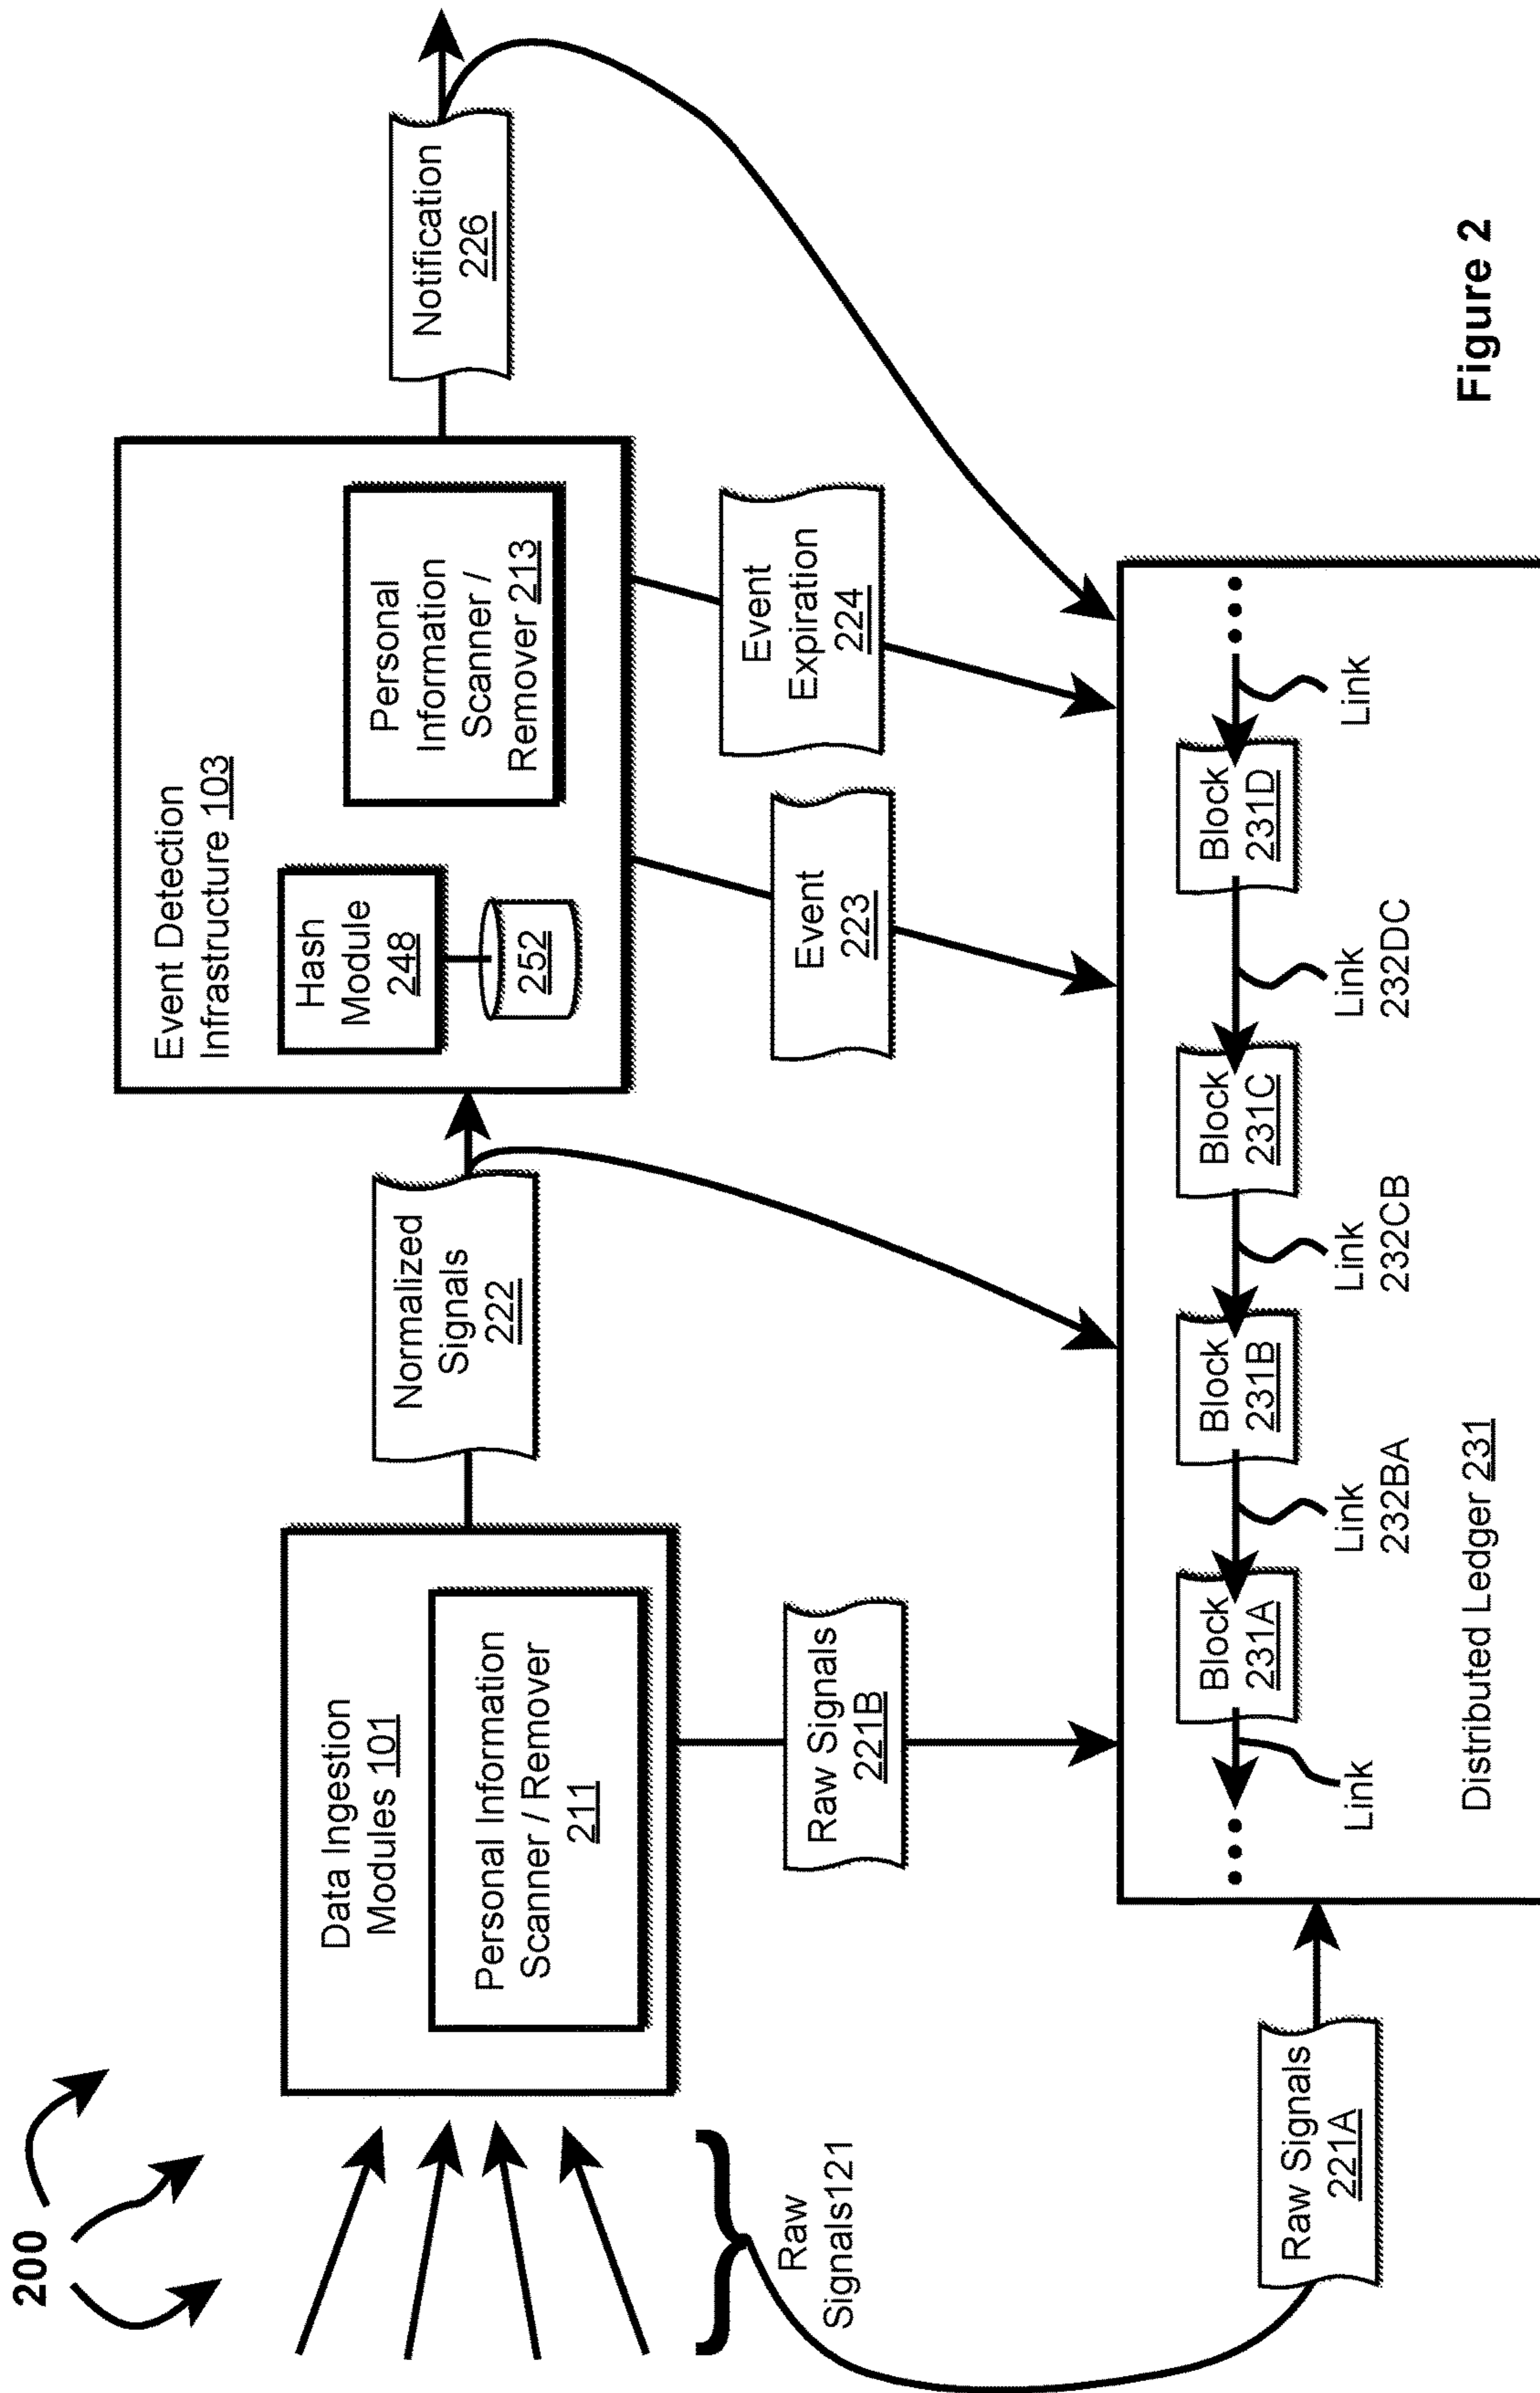 200
Raw
Signals121
Data Ingestion
Modules 101
Personal Information
Scanner / Remover
211
Normalized
Signals
222
Event Detection
Infrastructure 103
Hash
Module
248
252
Personal
Information
Scanner /
Remover 213
Notification
226
Raw Signals
221A
Raw Signals
221B
Event
223
Event
Expiration
224
Block
231A
Block
231B
Block
231C
Block
231D
Link
Link
232BA
Link
232CB
Link
232DC
Link
Distributed Ledger 231
Figure 2